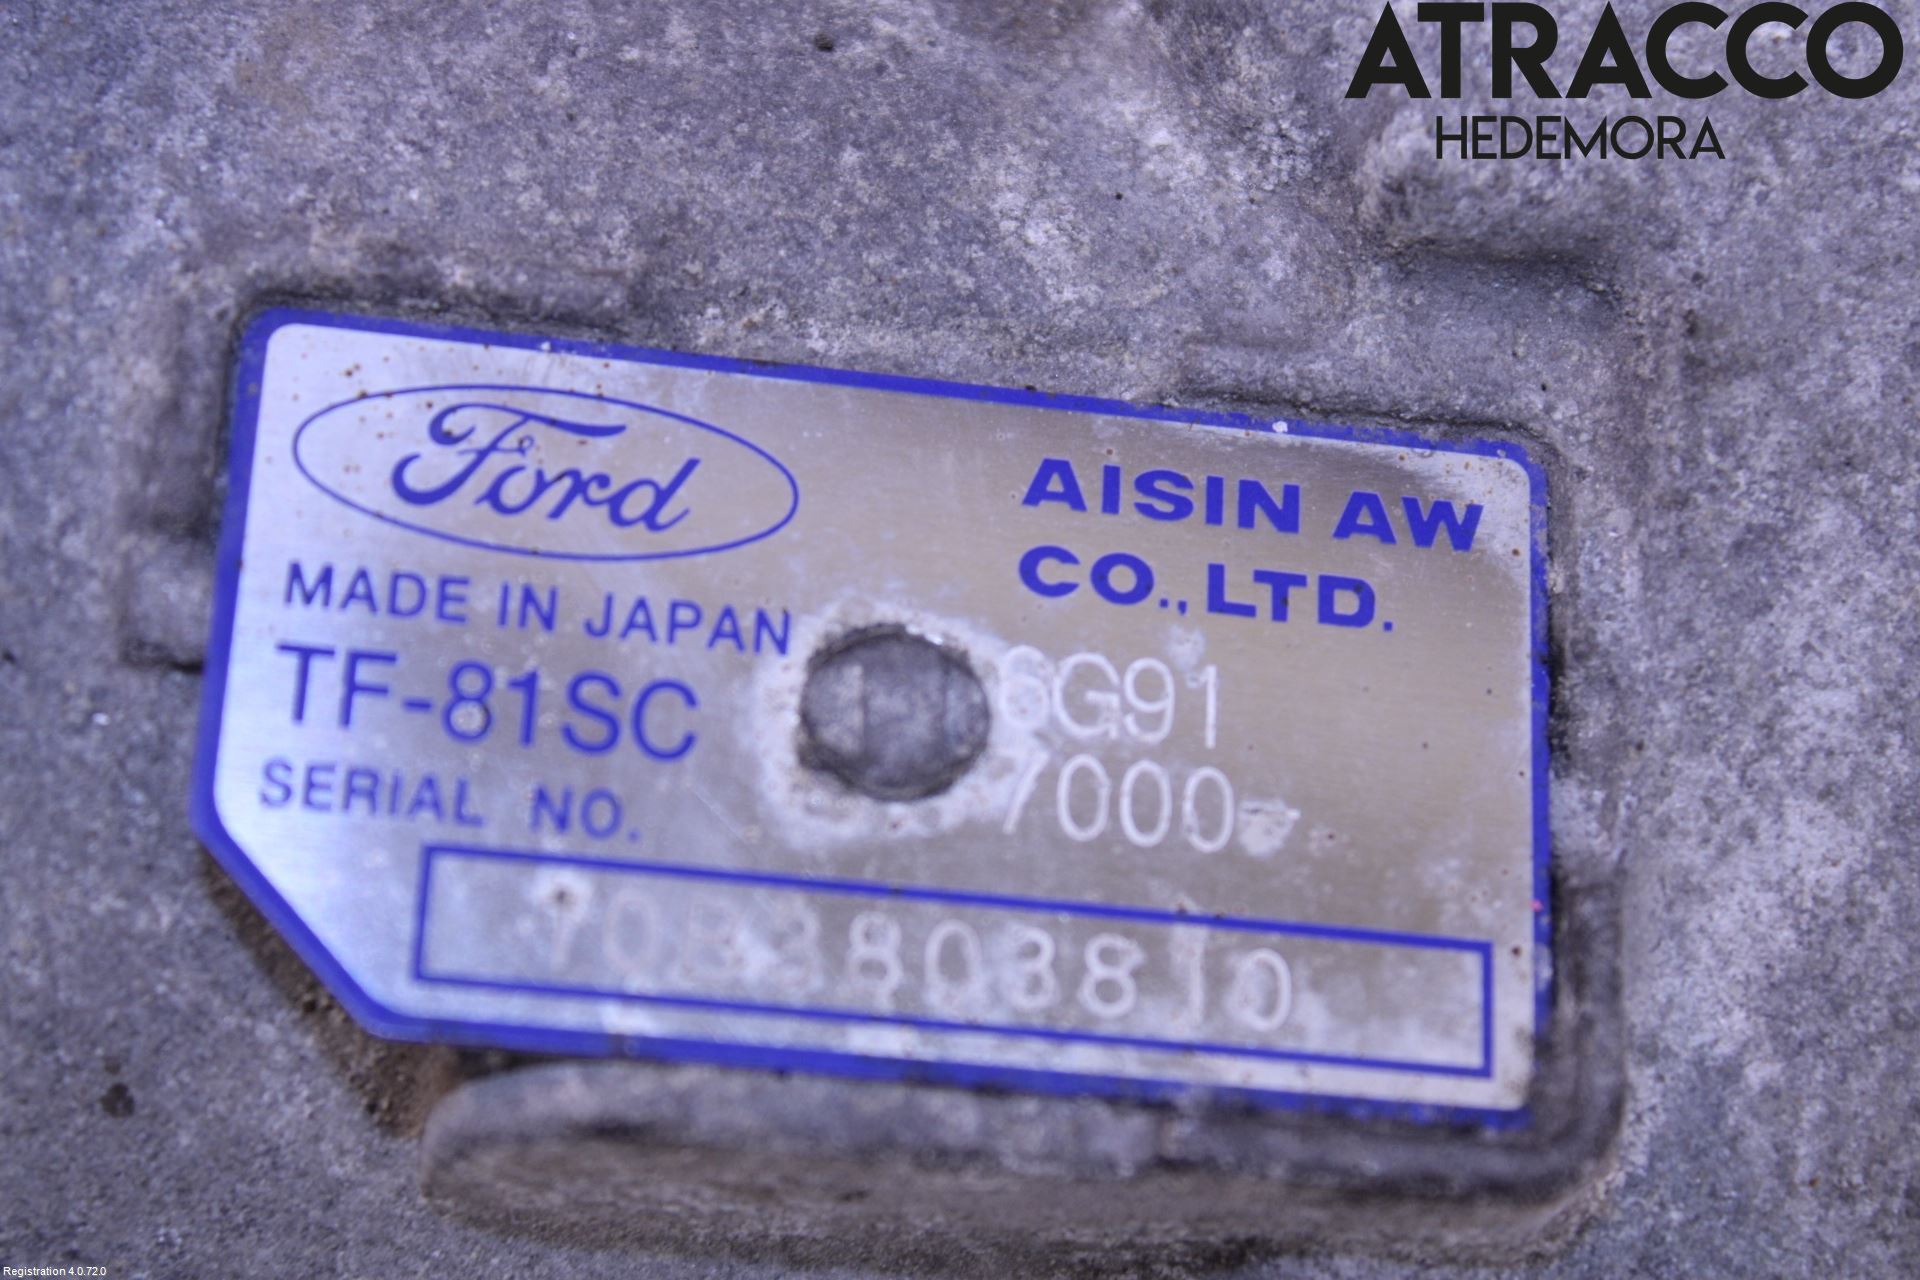 ATRACCO
HEDEMORA
Ford
AISIN AW
CO., LTD.
MADE IN JAPAN
TF-81SC
6G91
7000-
SERIAL NO.
70B3803810
Registration 4.0.72.0